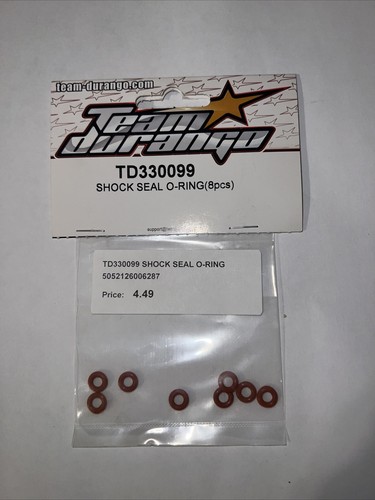 team-durango.com
Team
durango
TD330099
SHOCK SEAL O-RING(8pcs)
TD330099 SHOCK SEAL O-RING
5052126006287
Price: 4.49